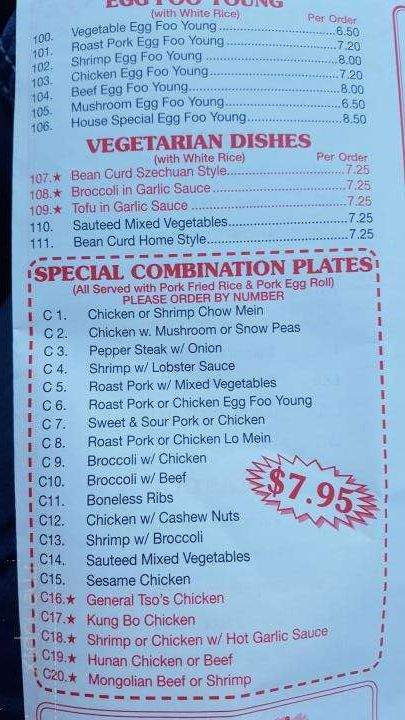 EGG FOO YOUNG
(with White Rice) Per Order
100. Vegetable Egg Foo Young 6.50
101. Roast Pork Egg Foo Young 7.20
102. Shrimp Egg Foo Young 8.00
103. Chicken Egg Foo Young 7.20
104. Beef Egg Foo Young 8.00
105. Mushroom Egg Foo Young 6.50
106. House Special Egg Foo Young 8.50
VEGETARIAN DISHES
(with White Rice) Per Order
107.★ Bean Curd Szechuan Style 7.25
108.★ Broccoli in Garlic Sauce 7.25
109.★ Tofu in Garlic Sauce 7.25
110. Sauteed Mixed Vegetables 7.25
111. Bean Curd Home Style 7.25
SPECIAL COMBINATION PLATES
(All Served with Pork Fried Rice & Pork Egg Roll)
PLEASE ORDER BY NUMBER
C 1. Chicken or Shrimp Chow Mein
C 2. Chicken w. Mushroom or Snow Peas
C 3. Pepper Steak w/ Onion
C 4. Shrimp w/ Lobster Sauce
C 5. Roast Pork w/ Mixed Vegetables
C 6. Roast Pork or Chicken Egg Foo Young
C 7. Sweet & Sour Pork or Chicken
C 8. Roast Pork or Chicken Lo Mein
C 9. Broccoli w/ Chicken
C10. Broccoli w/ Beef
$7.95
C11. Boneless Ribs
C12. Chicken w/ Cashew Nuts
C13. Shrimp w/ Broccoli
C14. Sauteed Mixed Vegetables
C15. Sesame Chicken
C16.★ General Tso's Chicken
C17.★ Kung Bo Chicken
C18.★ Shrimp or Chicken w/ Hot Garlic Sauce
C19.★ Hunan Chicken or Beef
C20.★ Mongolian Beef or Shrimp